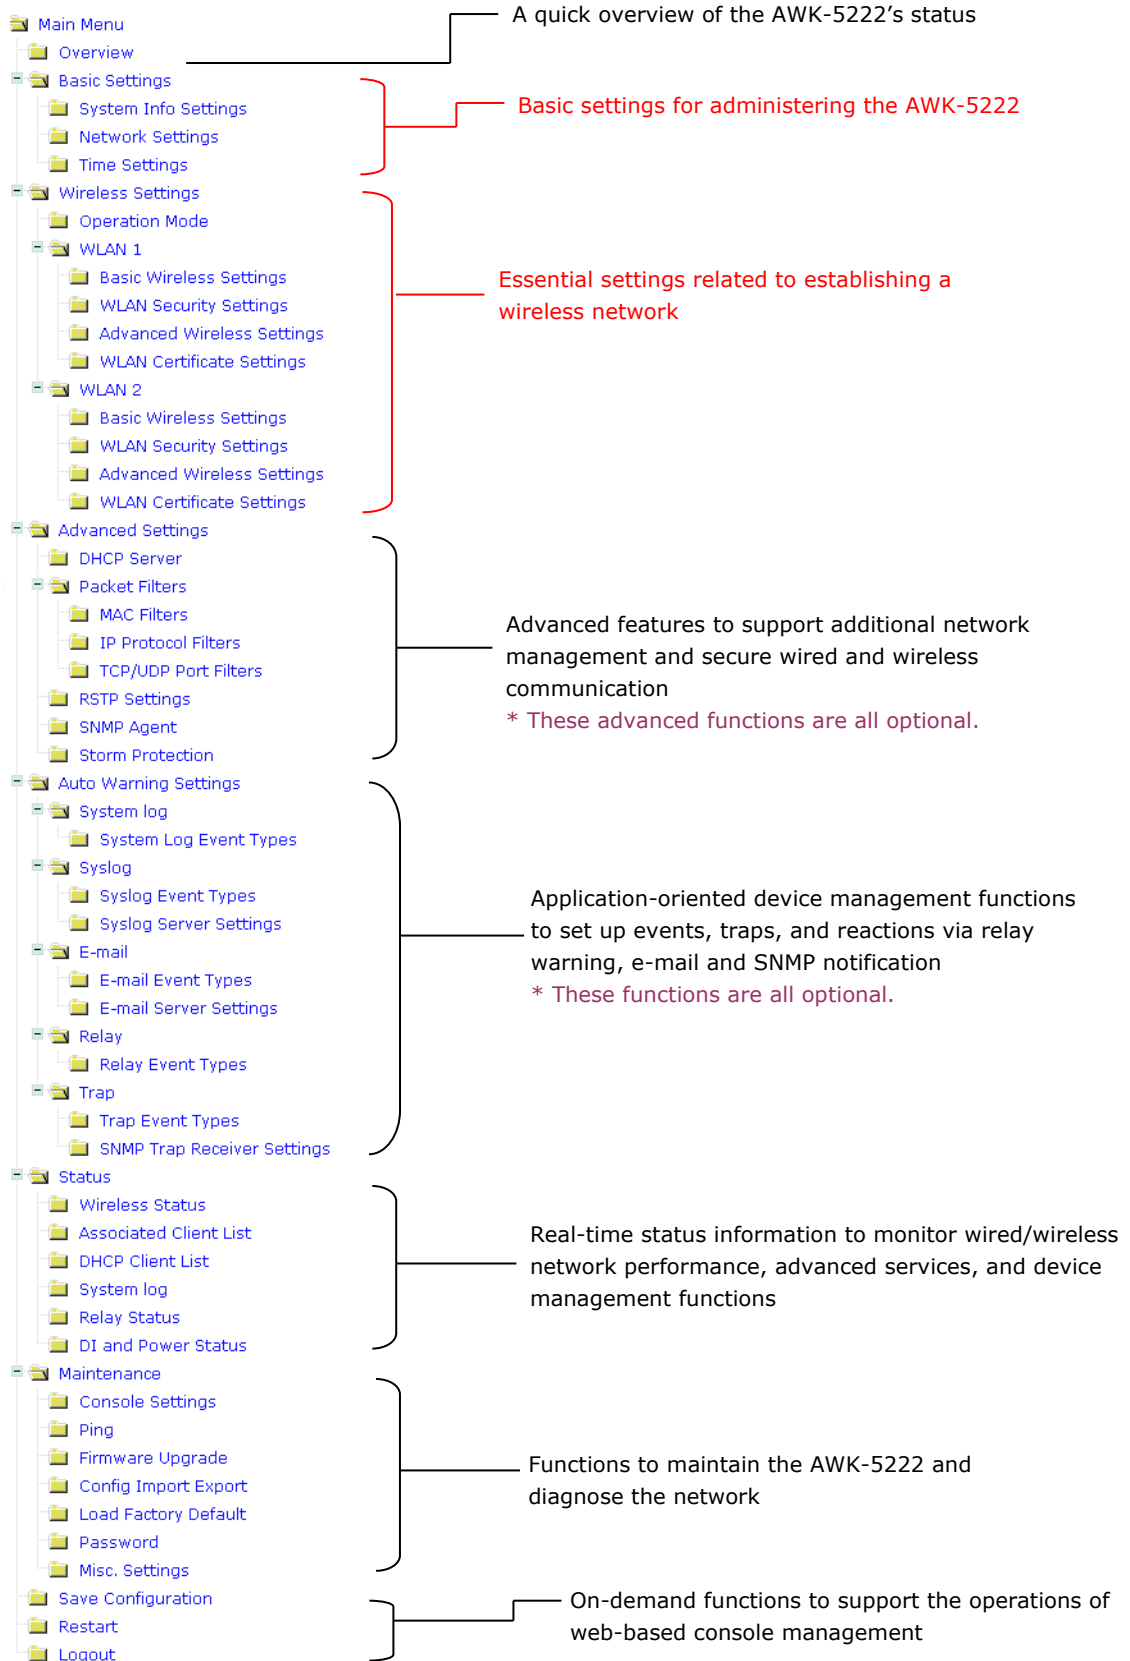 Main Menu
Overview
A quick overview of the AWK-5222’s status
Basic Settings
System Info Settings
Network Settings
Time Settings
Basic settings for administering the AWK-5222
Wireless Settings
Operation Mode
WLAN 1
Basic Wireless Settings
WLAN Security Settings
Advanced Wireless Settings
WLAN Certificate Settings
WLAN 2
Basic Wireless Settings
WLAN Security Settings
Advanced Wireless Settings
WLAN Certificate Settings
Essential settings related to establishing a
wireless network
Advanced Settings
DHCP Server
Packet Filters
MAC Filters
IP Protocol Filters
TCP/UDP Port Filters
RSTP Settings
SNMP Agent
Storm Protection
Advanced features to support additional network
management and secure wired and wireless
communication
* These advanced functions are all optional.
Auto Warning Settings
System log
System Log Event Types
Syslog
Syslog Event Types
Syslog Server Settings
E-mail
E-mail Event Types
E-mail Server Settings
Relay
Relay Event Types
Trap
Trap Event Types
SNMP Trap Receiver Settings
Application-oriented device management functions
to set up events, traps, and reactions via relay
warning, e-mail and SNMP notification
* These functions are all optional.
Status
Wireless Status
Associated Client List
DHCP Client List
System log
Relay Status
DI and Power Status
Real-time status information to monitor wired/wireless
network performance, advanced services, and device
management functions
Maintenance
Console Settings
Ping
Firmware Upgrade
Config Import Export
Load Factory Default
Password
Misc. Settings
Functions to maintain the AWK-5222 and
diagnose the network
Save Configuration
Restart
Logout
On-demand functions to support the operations of
web-based console management